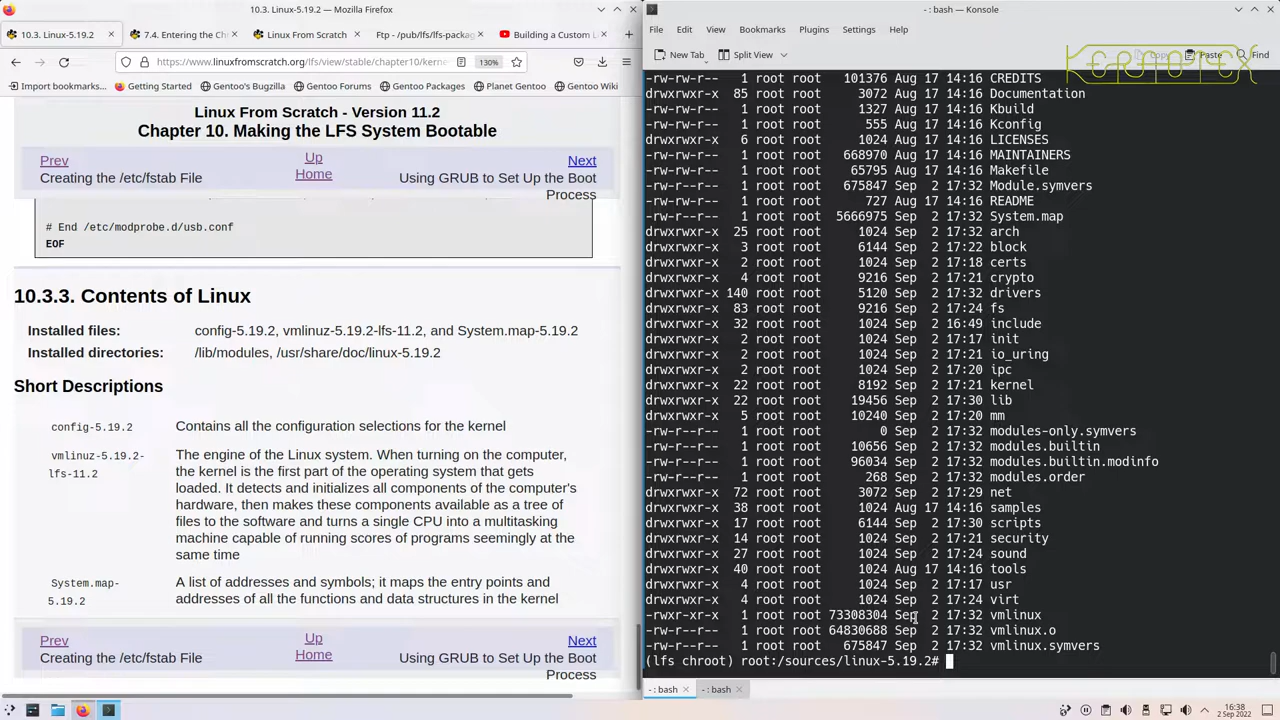 10.3. Linux-5.19.2 — Mozilla Firefox
10.3. Linux-5.19.2
7.4. Entering the Ch
Linux From Scratch
Ftp - /pub/lfs/lfs-packag
Building a Custom L
https://www.linuxfromscratch.org/lfs/view/stable/chapter10/kerne
130%
Import bookmarks...
Getting Started
Gentoo's Bugzilla
Gentoo Forums
Gentoo Packages
Planet Gentoo
Gentoo Wiki
Linux From Scratch - Version 11.2
Chapter 10. Making the LFS System Bootable
Prev
Up
Next
Creating the /etc/fstab File
Home
Using GRUB to Set Up the Boot
Process
# End /etc/modprobe.d/usb.conf
EOF
10.3.3. Contents of Linux
Installed files: config-5.19.2, vmlinuz-5.19.2-lfs-11.2, and System.map-5.19.2
Installed directories: /lib/modules, /usr/share/doc/linux-5.19.2
Short Descriptions
config-5.19.2 Contains all the configuration selections for the kernel
vmlinuz-5.19.2- The engine of the Linux system. When turning on the computer,
lfs-11.2 the kernel is the first part of the operating system that gets
loaded. It detects and initializes all components of the computer's
hardware, then makes these components available as a tree of
files to the software and turns a single CPU into a multitasking
machine capable of running scores of programs seemingly at the
same time
System.map- A list of addresses and symbols; it maps the entry points and
5.19.2 addresses of all the functions and data structures in the kernel
Prev
Up
Next
Creating the /etc/fstab File
Home
Using GRUB to Set Up the Boot
Process
- : bash — Konsole
File Edit View Bookmarks Plugins Settings Help
New Tab
Split View
Copy
Paste
Find
KERNOTEX
-rw-rw-r-- 1 root root 101376 Aug 17 14:16 CREDITS
drwxrwxr-x 85 root root 3072 Aug 17 14:16 Documentation
-rw-rw-r-- 1 root root 1327 Aug 17 14:16 Kbuild
-rw-rw-r-- 1 root root 555 Aug 17 14:16 Kconfig
drwxrwxr-x 6 root root 1024 Aug 17 14:16 LICENSES
-rw-rw-r-- 1 root root 668970 Aug 17 14:16 MAINTAINERS
-rw-rw-r-- 1 root root 65795 Aug 17 14:16 Makefile
-rw-r--r-- 1 root root 675847 Sep 2 17:32 Module.symvers
-rw-rw-r-- 1 root root 727 Aug 17 14:16 README
-rw-r--r-- 1 root root 5666975 Sep 2 17:32 System.map
drwxrwxr-x 25 root root 1024 Sep 2 17:32 arch
drwxrwxr-x 3 root root 6144 Sep 2 17:22 block
drwxrwxr-x 2 root root 1024 Sep 2 17:18 certs
drwxrwxr-x 4 root root 9216 Sep 2 17:21 crypto
drwxrwxr-x 140 root root 5120 Sep 2 17:32 drivers
drwxrwxr-x 83 root root 9216 Sep 2 17:24 fs
drwxrwxr-x 32 root root 1024 Sep 2 16:49 include
drwxrwxr-x 2 root root 1024 Sep 2 17:17 init
drwxrwxr-x 2 root root 1024 Sep 2 17:21 io_uring
drwxrwxr-x 2 root root 1024 Sep 2 17:20 ipc
drwxrwxr-x 22 root root 8192 Sep 2 17:21 kernel
drwxrwxr-x 22 root root 19456 Sep 2 17:30 lib
drwxrwxr-x 5 root root 10240 Sep 2 17:20 mm
-rw-r--r-- 1 root root 0 Sep 2 17:32 modules-only.symvers
-rw-r--r-- 1 root root 10656 Sep 2 17:32 modules.builtin
-rw-r--r-- 1 root root 96034 Sep 2 17:32 modules.builtin.modinfo
-rw-r--r-- 1 root root 268 Sep 2 17:32 modules.order
drwxrwxr-x 72 root root 3072 Sep 2 17:29 net
drwxrwxr-x 38 root root 1024 Aug 17 14:16 samples
drwxrwxr-x 17 root root 6144 Sep 2 17:30 scripts
drwxrwxr-x 14 root root 1024 Sep 2 17:21 security
drwxrwxr-x 27 root root 1024 Sep 2 17:24 sound
drwxrwxr-x 40 root root 1024 Aug 17 14:16 tools
drwxrwxr-x 4 root root 1024 Sep 2 17:17 usr
drwxrwxr-x 4 root root 1024 Sep 2 17:24 virt
-rwxr-xr-x 1 root root 73308304 Sep 2 17:32 vmlinux
-rw-r--r-- 1 root root 64830688 Sep 2 17:32 vmlinux.o
-rw-r--r-- 1 root root 675847 Sep 2 17:32 vmlinux.symvers
(lfs chroot) root:/sources/linux-5.19.2#
- : bash
- : bash
16:38
2 Sep 2022